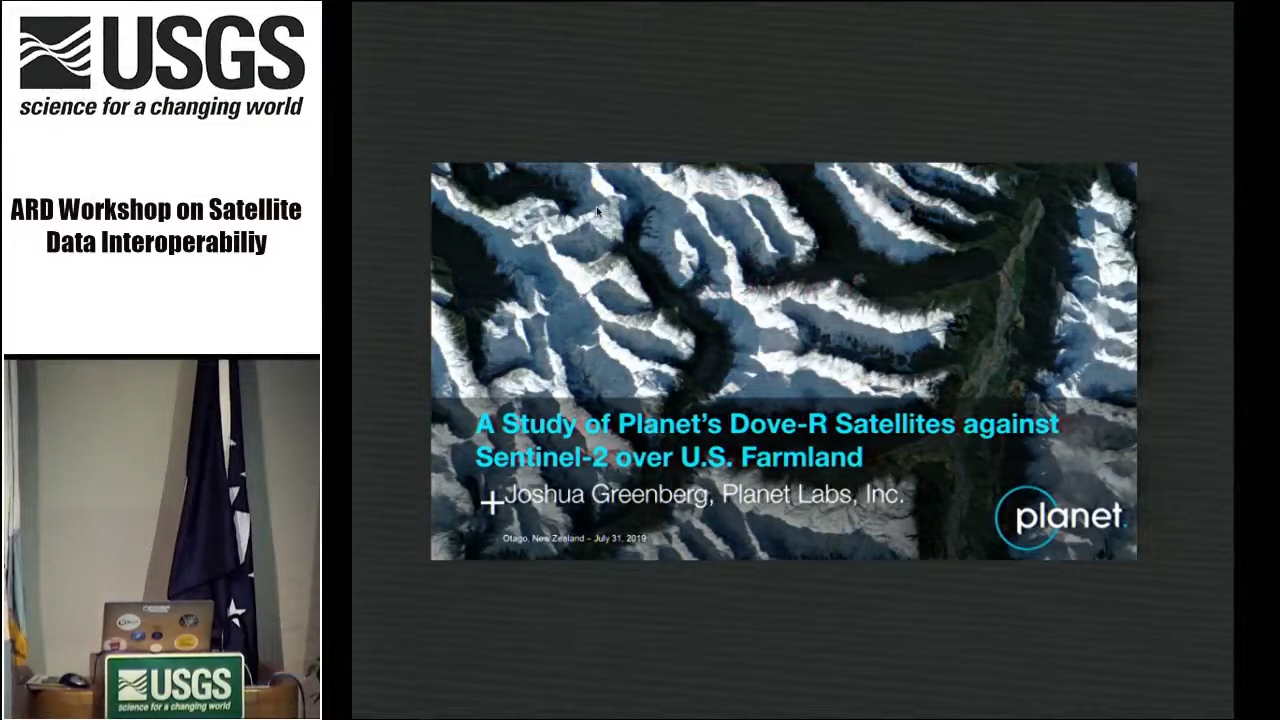 USGS
science for a changing world
ARD Workshop on Satellite
Data Interoperabiliy
A Study of Planet's Dove-R Satellites against
Sentinel-2 over U.S. Farmland
Joshua Greenberg, Planet Labs, Inc.
Otago, New Zealand – July 31, 2019
planet.
USGS
science for a changing world